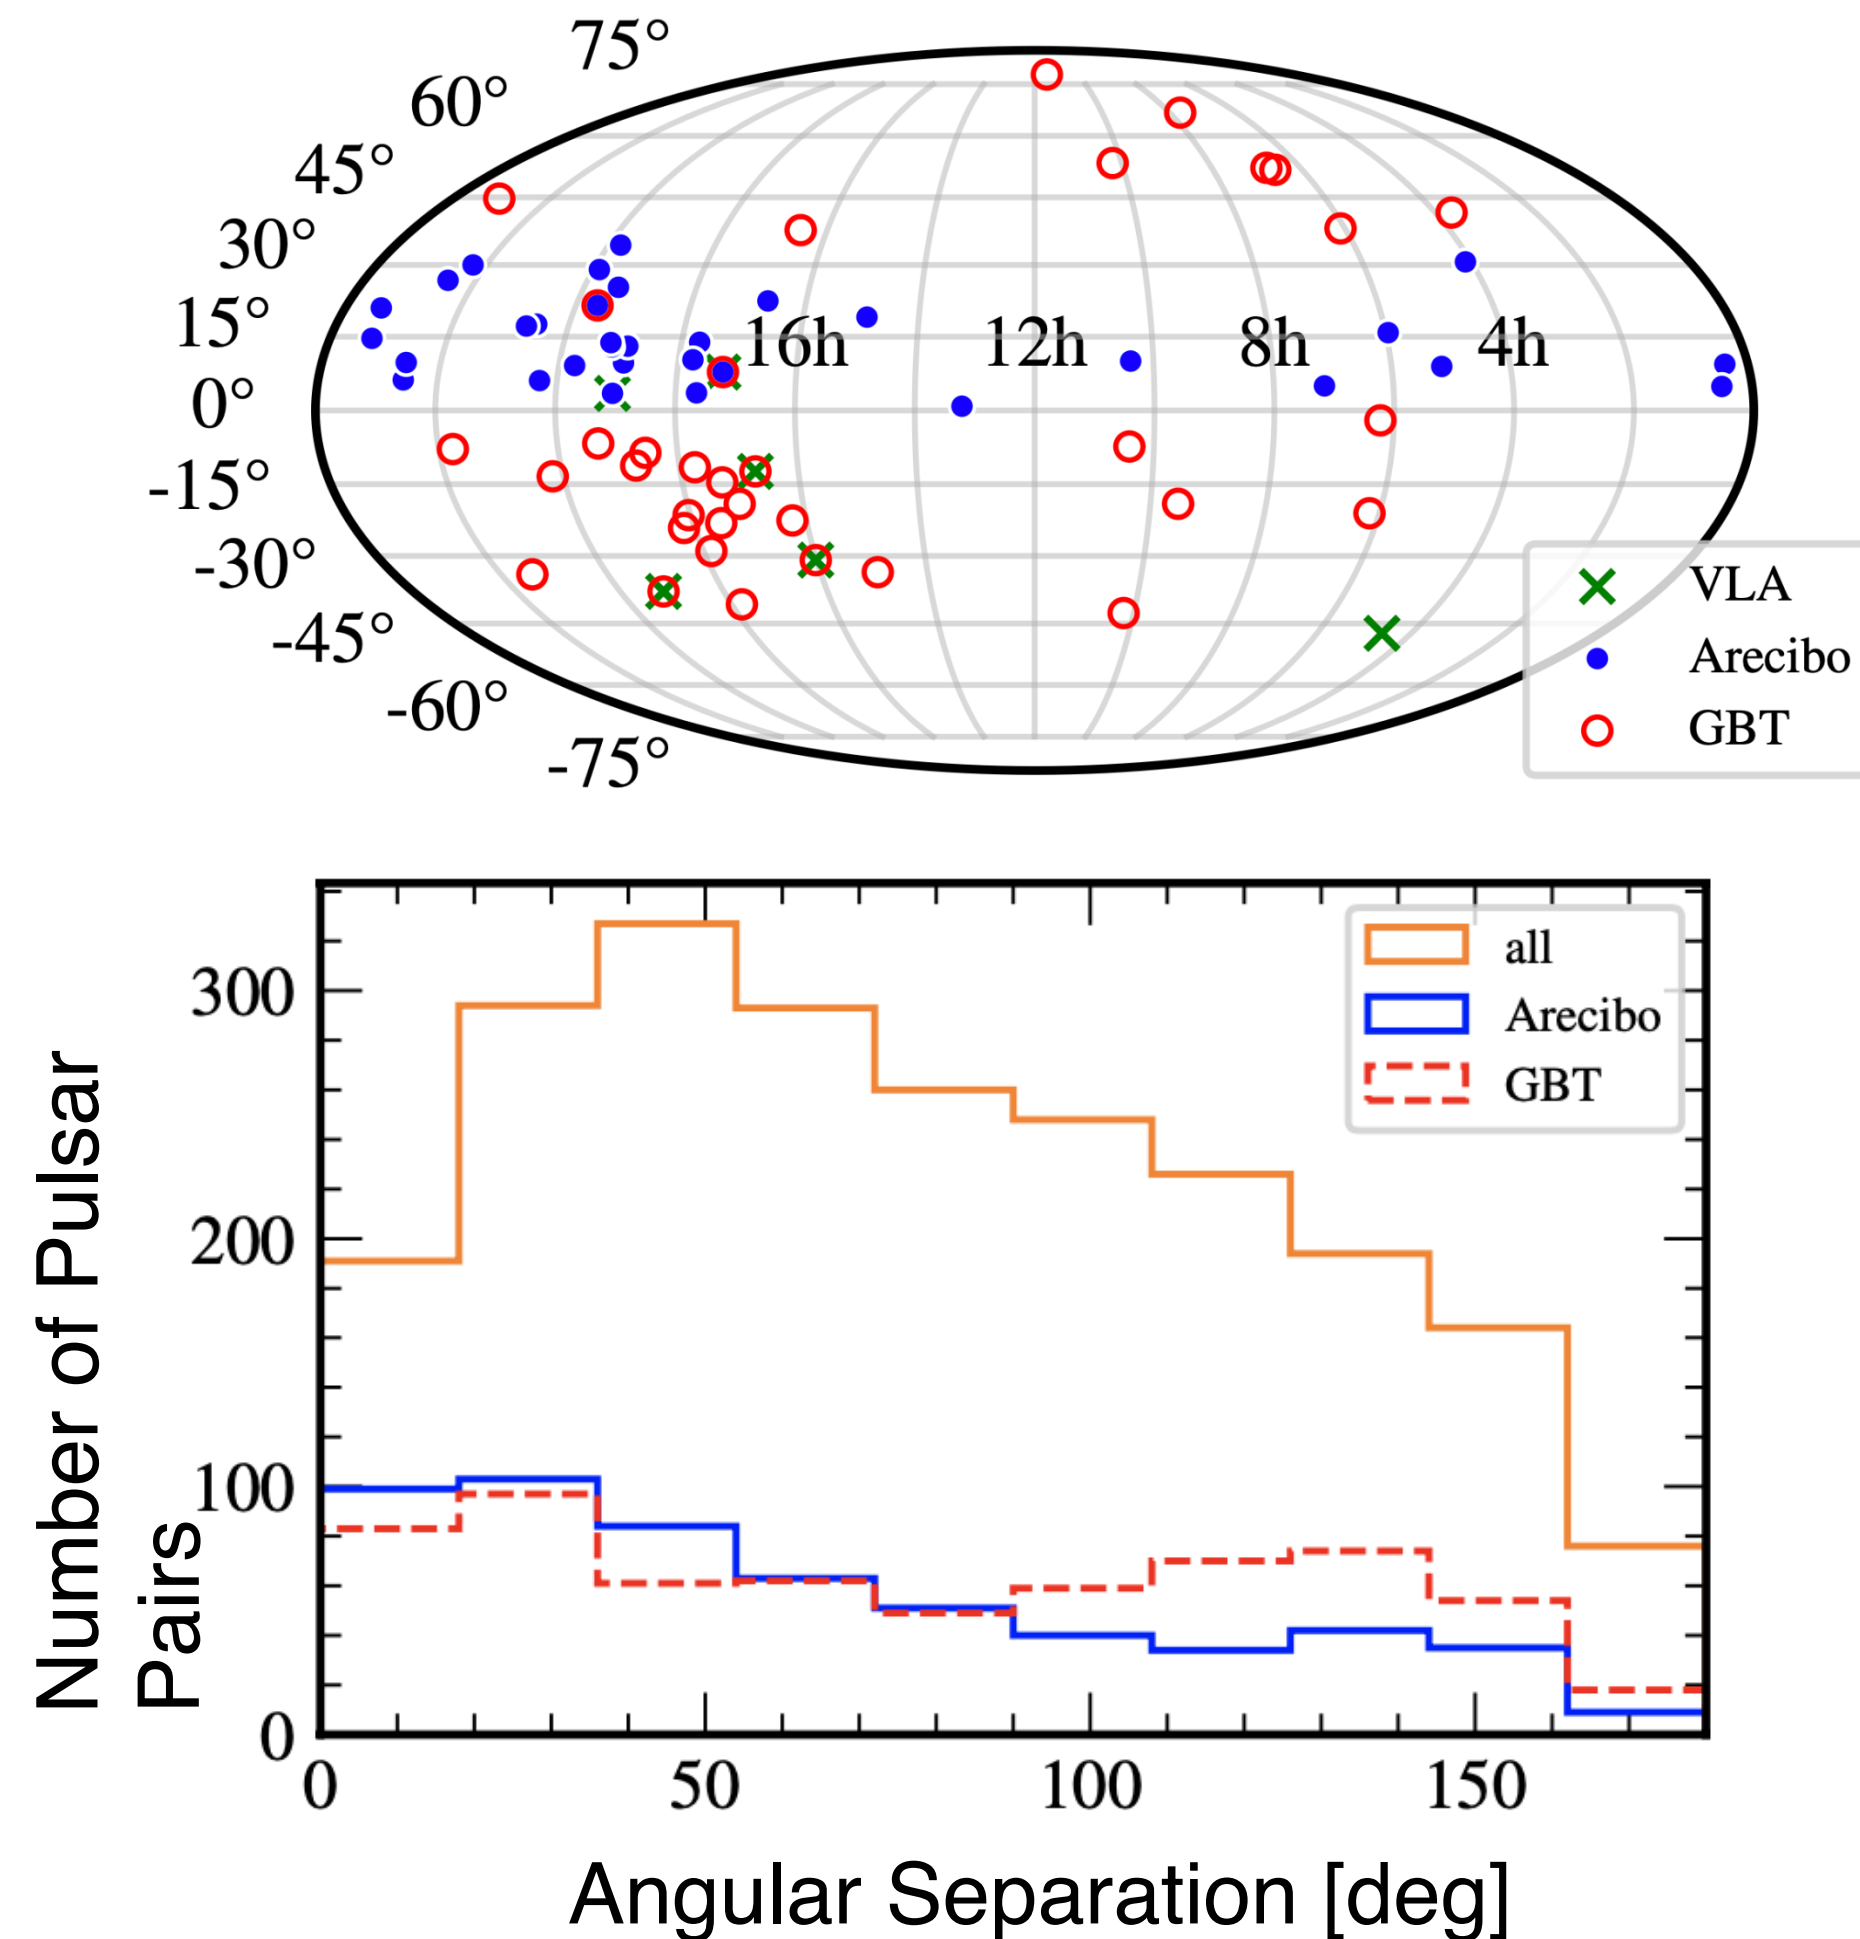 75°
60°
45°
30°
15°
0°
-15°
-30°
-45°
-60°
-75°
16h 12h 8h 4h
VLA
Arecibo
GBT
all
Arecibo
GBT
300
200
100
0
0 50 100 150
Number of Pulsar
Pairs
Angular Separation [deg]